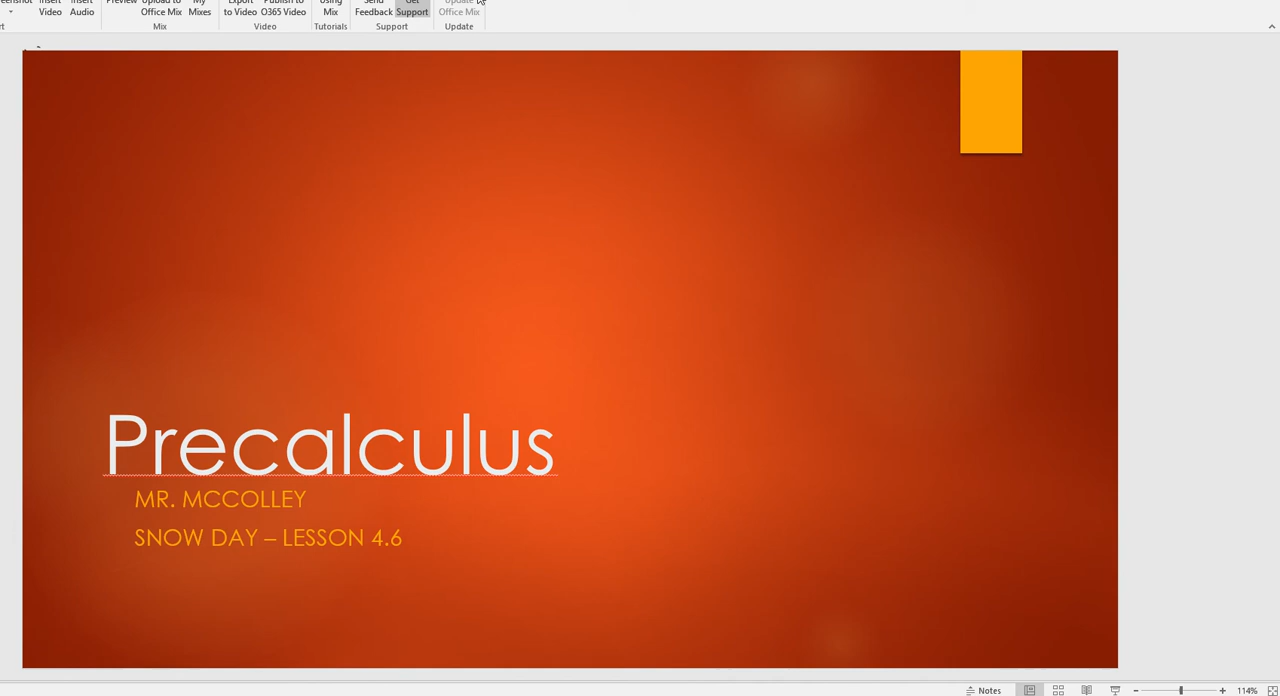 Insert Insert Preview Upload to My Export Publish to Using Send Get Update
Video Audio Office Mix Mixes to Video O365 Video Mix Feedback Support Office Mix
Mix Video Tutorials Support Update
Precalculus
MR. MCCOLLEY
SNOW DAY – LESSON 4.6
Notes 114%